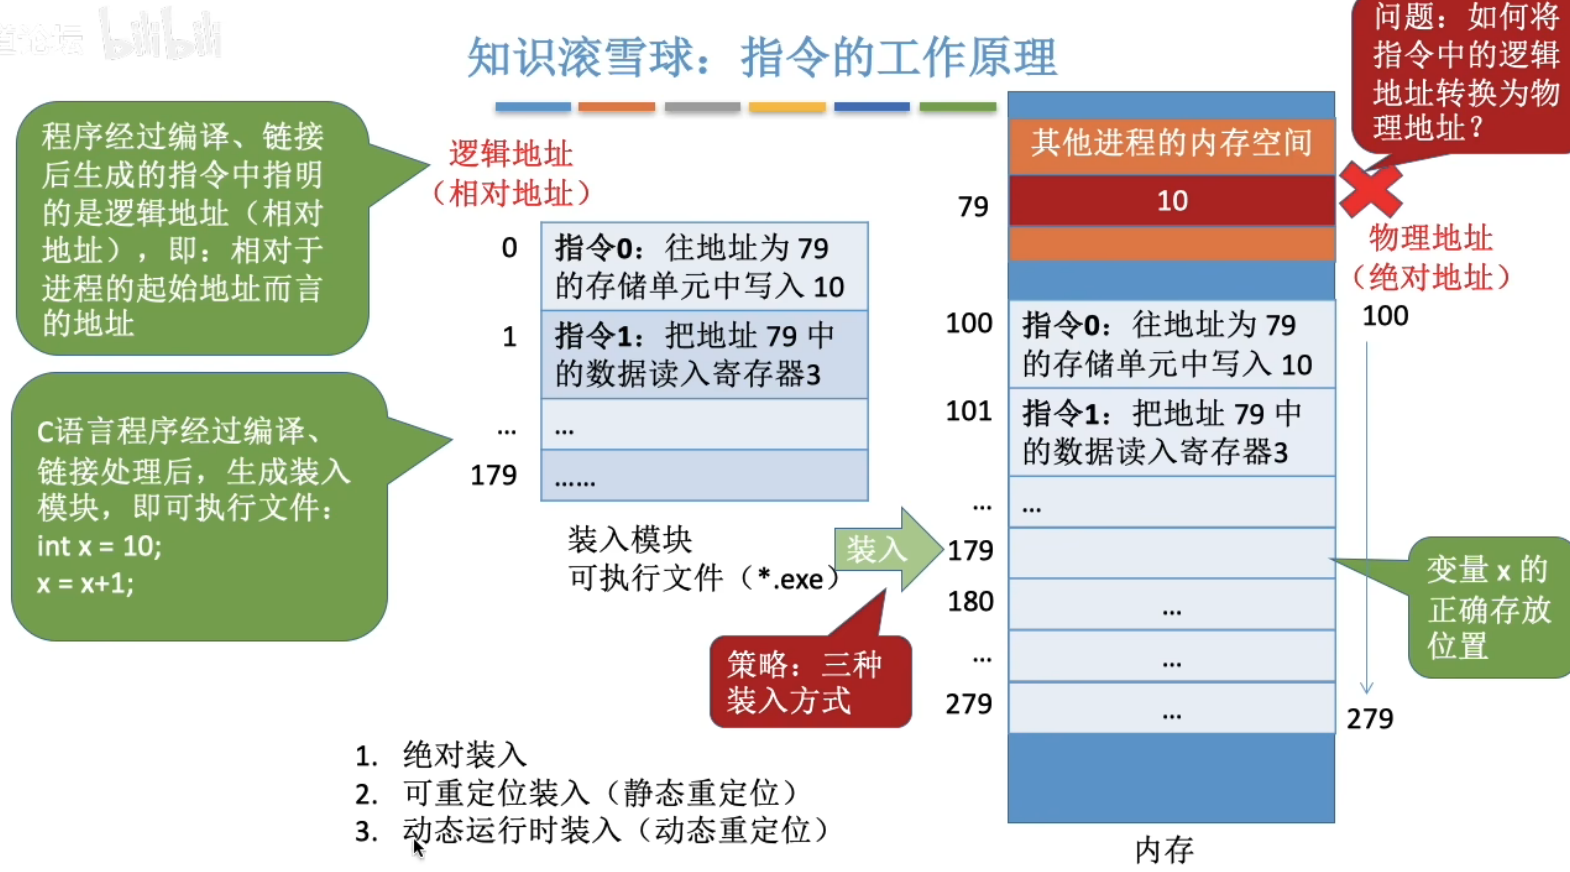 论坛 bilibili
知识滚雪球：指令的工作原理
问题：如何将
指令中的逻辑
地址转换为物
理地址？
程序经过编译、链接
后生成的指令中指明
的是逻辑地址（相对
地址），即：相对于
进程的起始地址而言
的地址
C语言程序经过编译、
链接处理后，生成装入
模块，即可执行文件：
int x = 10;
x = x+1;
逻辑地址
（相对地址）
0
指令0：往地址为 79
的存储单元中写入 10
1
指令1：把地址 79 中
的数据读入寄存器3
...
...
179
......
装入模块
可执行文件（*.exe）
装入
策略：三种
装入方式
1. 绝对装入
2. 可重定位装入（静态重定位）
3. 动态运行时装入（动态重定位）
其他进程的内存空间
79
10
物理地址
（绝对地址）
100
100
指令0：往地址为 79
的存储单元中写入 10
101
指令1：把地址 79 中
的数据读入寄存器3
...
...
179
180
...
...
...
279
...
279
变量 x 的
正确存放
位置
内存